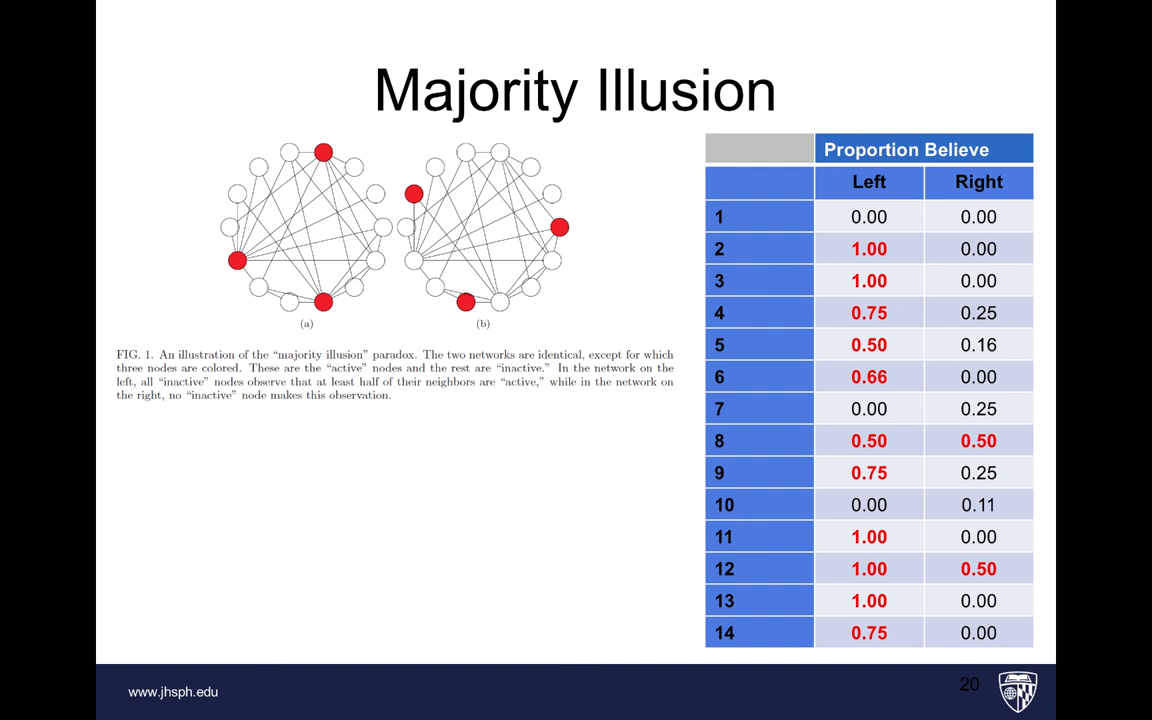 Majority Illusion
(a)
(b)
FIG. 1. An illustration of the “majority illusion” paradox. The two networks are identical, except for which
three nodes are colored. These are the “active” nodes and the rest are “inactive.” In the network on the
left, all “inactive” nodes observe that at least half of their neighbors are “active,” while in the network on
the right, no “inactive” node makes this observation.
Proportion Believe
Left Right
1 0.00 0.00
2 1.00 0.00
3 1.00 0.00
4 0.75 0.25
5 0.50 0.16
6 0.66 0.00
7 0.00 0.25
8 0.50 0.50
9 0.75 0.25
10 0.00 0.11
11 1.00 0.00
12 1.00 0.50
13 1.00 0.00
14 0.75 0.00
www.jhsph.edu
20